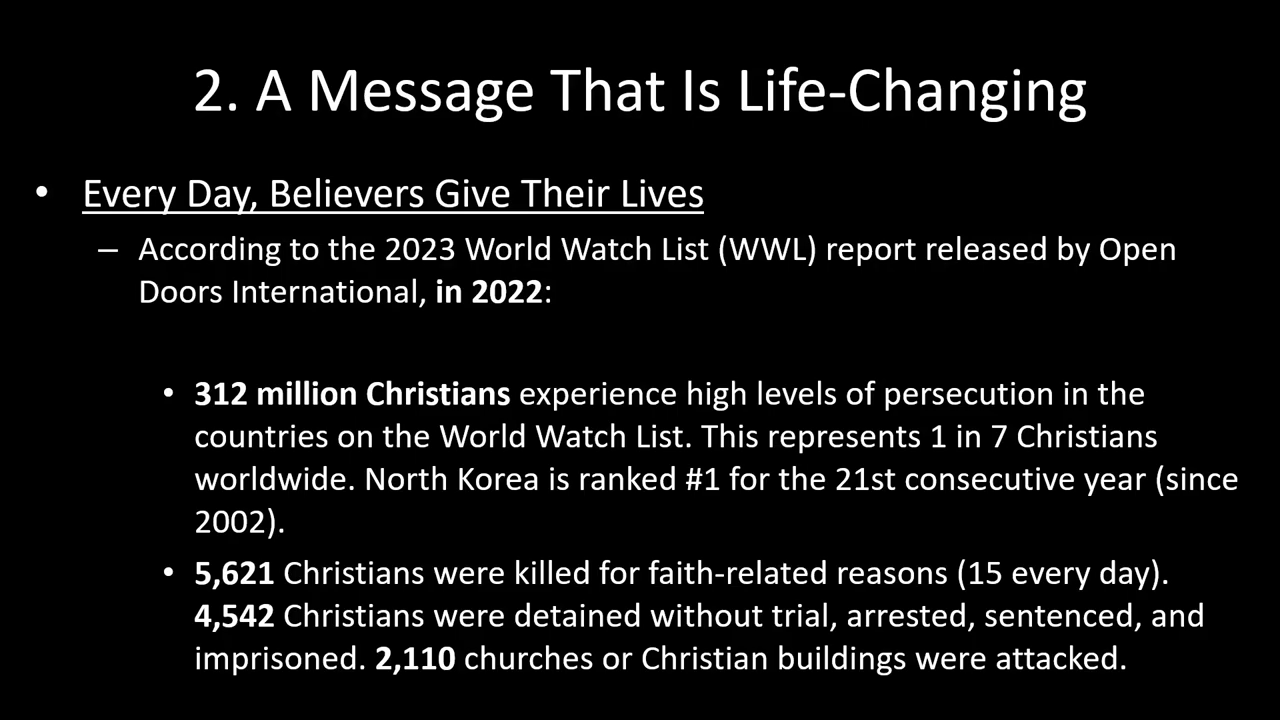 2. A Message That Is Life-Changing
• Every Day, Believers Give Their Lives
– According to the 2023 World Watch List (WWL) report released by Open
Doors International, in 2022:
• 312 million Christians experience high levels of persecution in the
countries on the World Watch List. This represents 1 in 7 Christians
worldwide. North Korea is ranked #1 for the 21st consecutive year (since
2002).
• 5,621 Christians were killed for faith-related reasons (15 every day).
4,542 Christians were detained without trial, arrested, sentenced, and
imprisoned. 2,110 churches or Christian buildings were attacked.